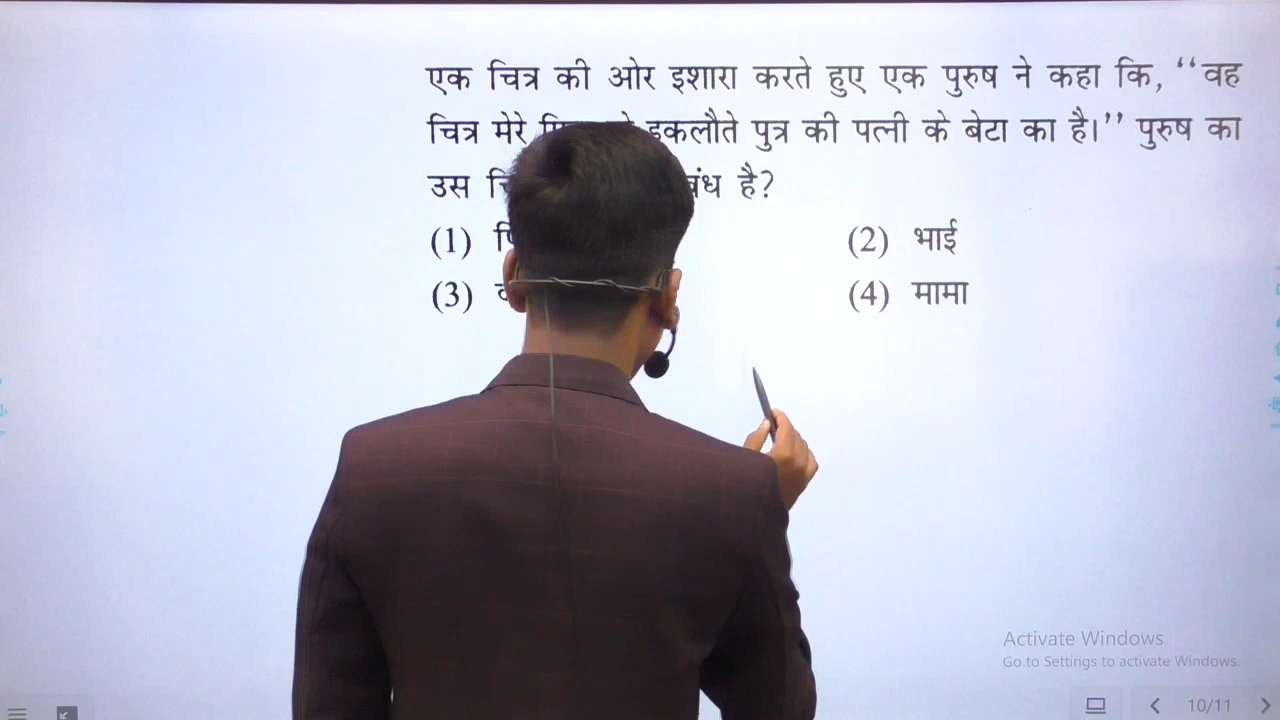 एक चित्र की ओर इशारा करते हुए एक पुरुष ने कहा कि, ‘‘वह
चित्र मेरे इकलौते पुत्र की पत्नी के बेटा का है।’’ पुरुष का
उस है?
(1) (2) भाई
(3) (4) मामा
Activate Windows
Go to Settings to activate Windows.
10/11